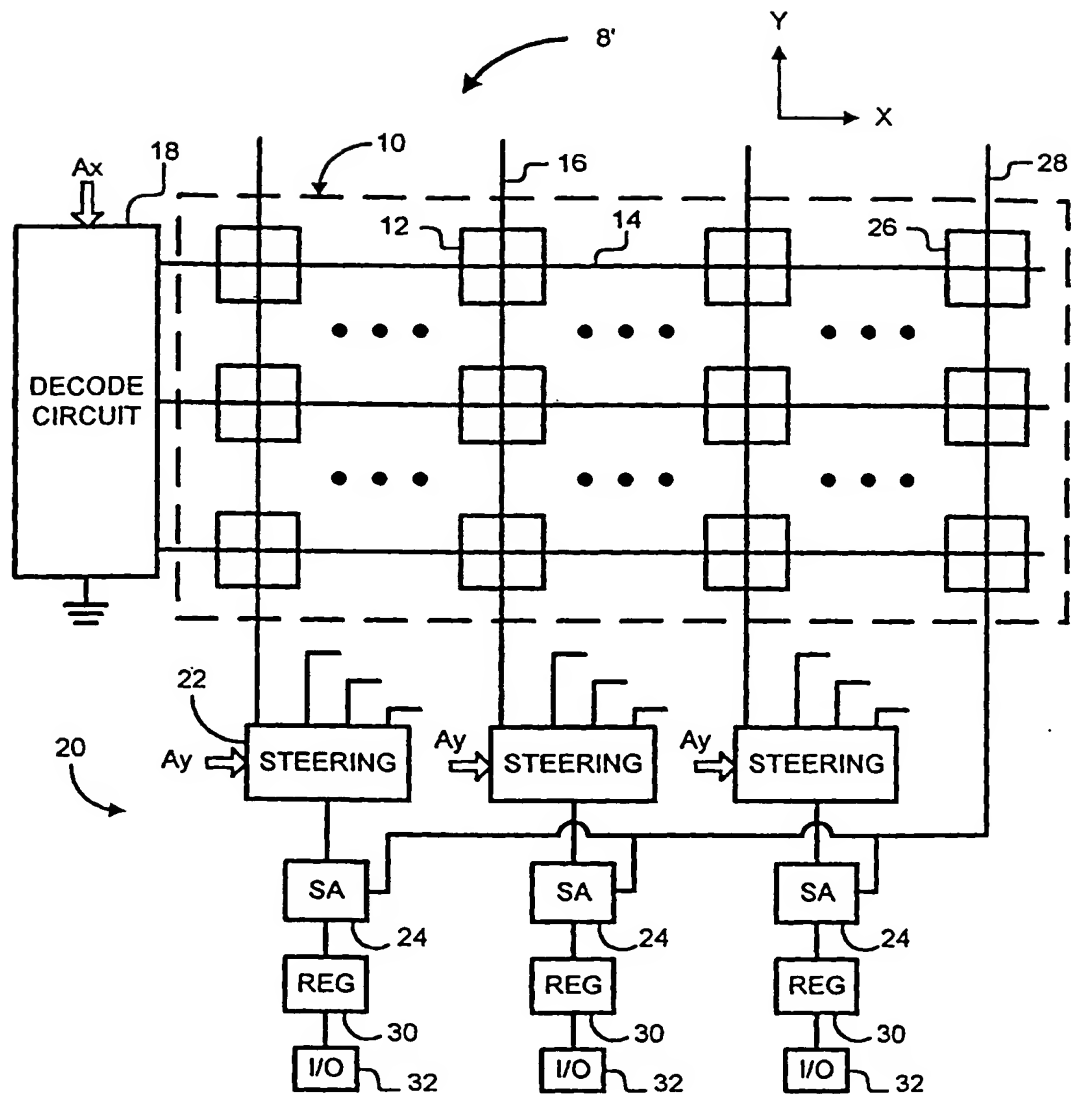 Y
8'
X
10
16
28
18
Ax
12
14
26
DECODE
CIRCUIT
22
20
Ay
STEERING
Ay
STEERING
Ay
STEERING
SA
SA
SA
24
24
24
REG
REG
REG
30
30
30
I/O
I/O
I/O
32
32
32